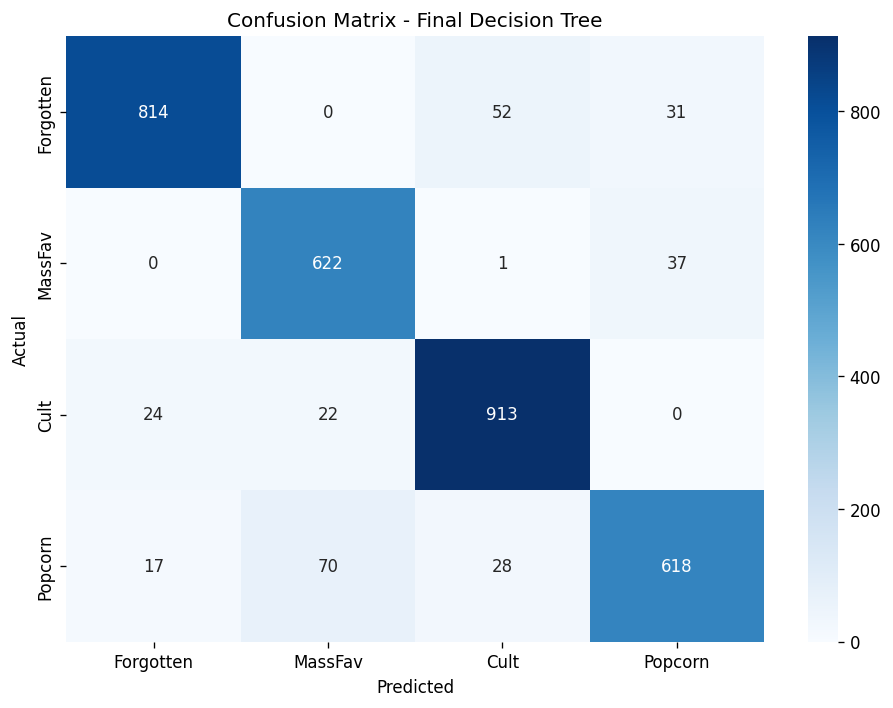 Confusion Matrix - Final Decision Tree
Forgotten 814 0 52 31
MassFav 0 622 1 37
Cult 24 22 913 0
Popcorn 17 70 28 618
Forgotten MassFav Cult Popcorn
Predicted
Actual
800
600
400
200
0